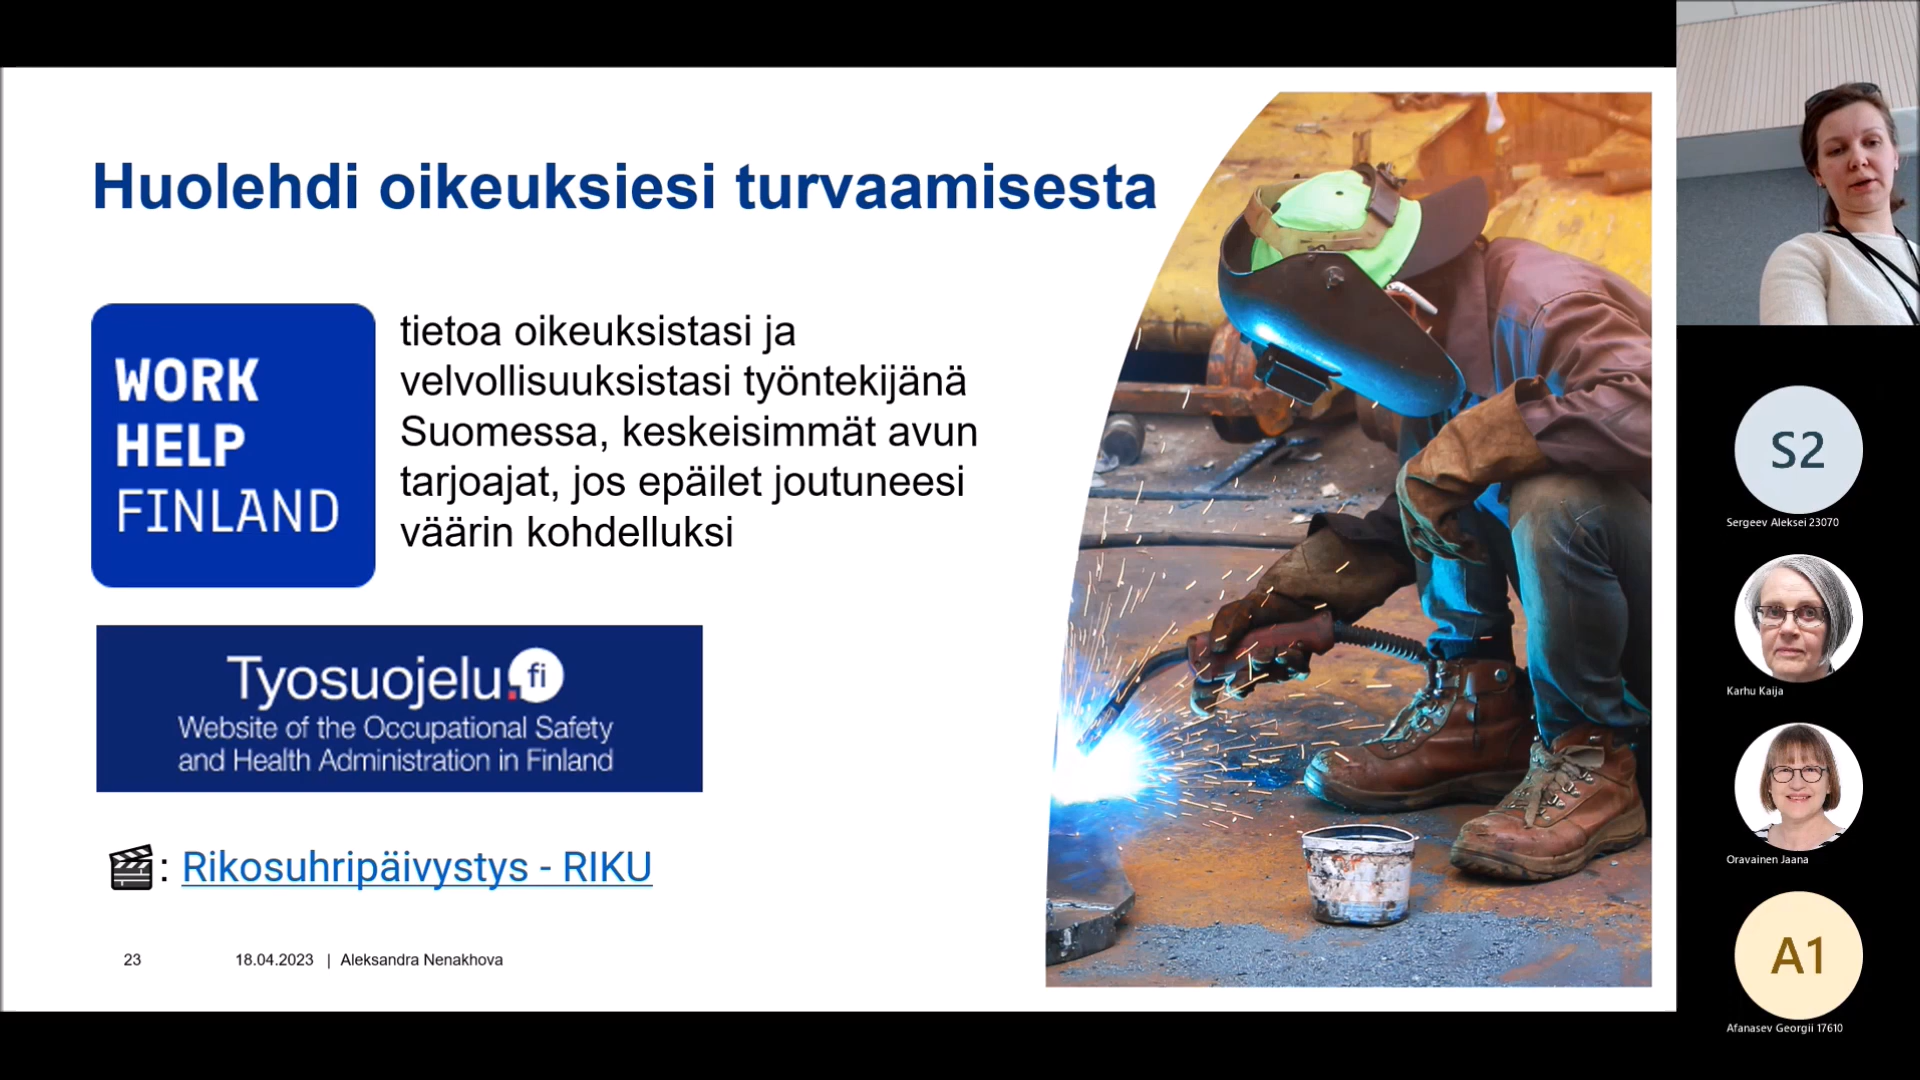 Huolehdi oikeuksiesi turvaamisesta
WORK
HELP
FINLAND
tietoa oikeuksistasi ja
velvollisuuksistasi työntekijänä
Suomessa, keskeisimmät avun
tarjoajat, jos epäilet joutuneesi
väärin kohdelluksi
Tyosuojelu.fi
Website of the Occupational Safety
and Health Administration in Finland
: Rikosuhripäivystys - RIKU
23 18.04.2023 | Aleksandra Nenakhova
S2
Sergeev Aleksei 23070
Karhu Kaija
Oravainen Jaana
A1
Afanasev Georgii 17610